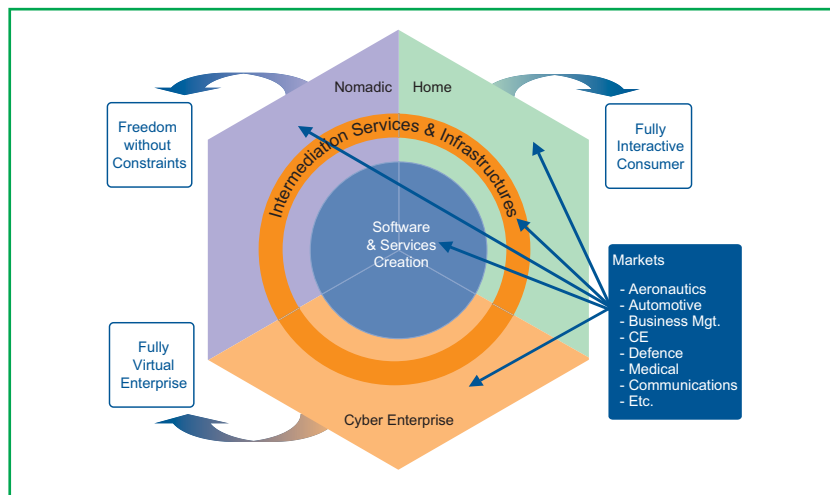 Nomadic
Home
Freedom
without
Constraints
Fully
Interactive
Consumer
Intermediation Services & Infrastructures
Software
& Services
Creation
Markets
- Aeronautics
- Automotive
- Business Mgt.
- CE
- Defence
- Medical
- Communications
- Etc.
Fully
Virtual
Enterprise
Cyber Enterprise